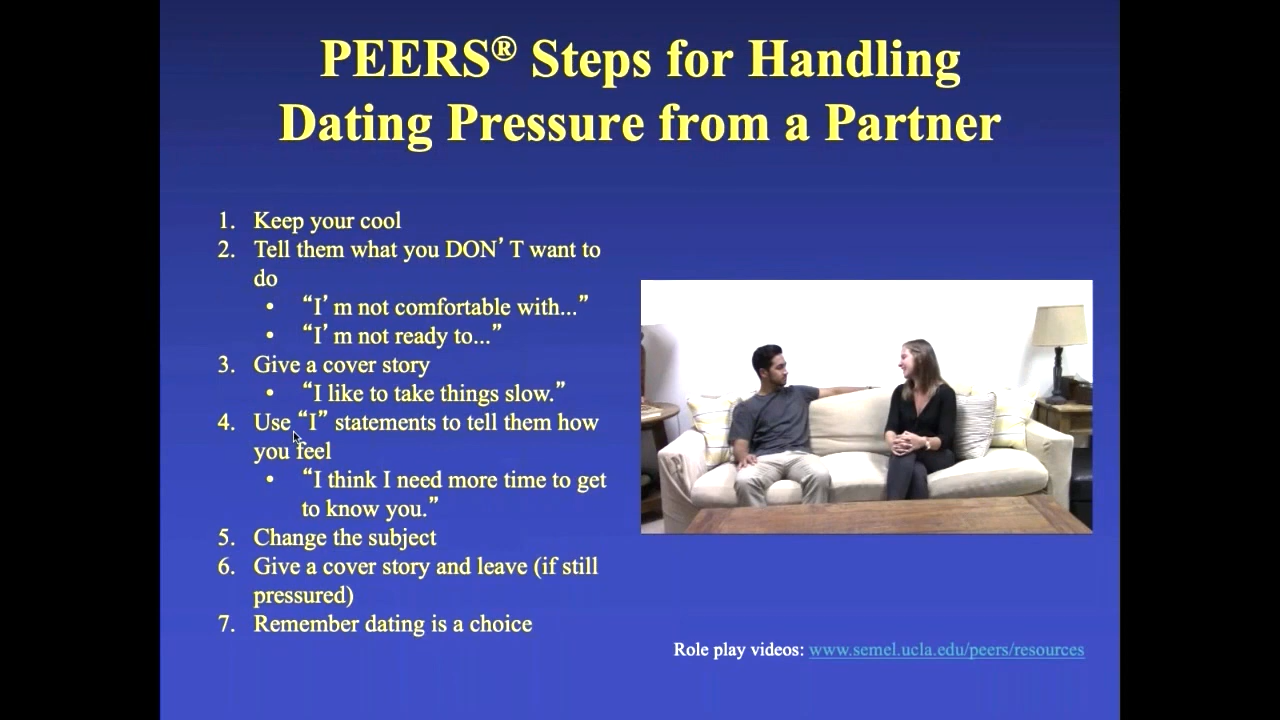 PEERS® Steps for Handling
Dating Pressure from a Partner
1. Keep your cool
2. Tell them what you DON’T want to
do
• “I’m not comfortable with...”
• “I’m not ready to...”
3. Give a cover story
• “I like to take things slow.”
4. Use “I” statements to tell them how
you feel
• “I think I need more time to get
to know you.”
5. Change the subject
6. Give a cover story and leave (if still
pressured)
7. Remember dating is a choice
Role play videos: www.semel.ucla.edu/peers/resources